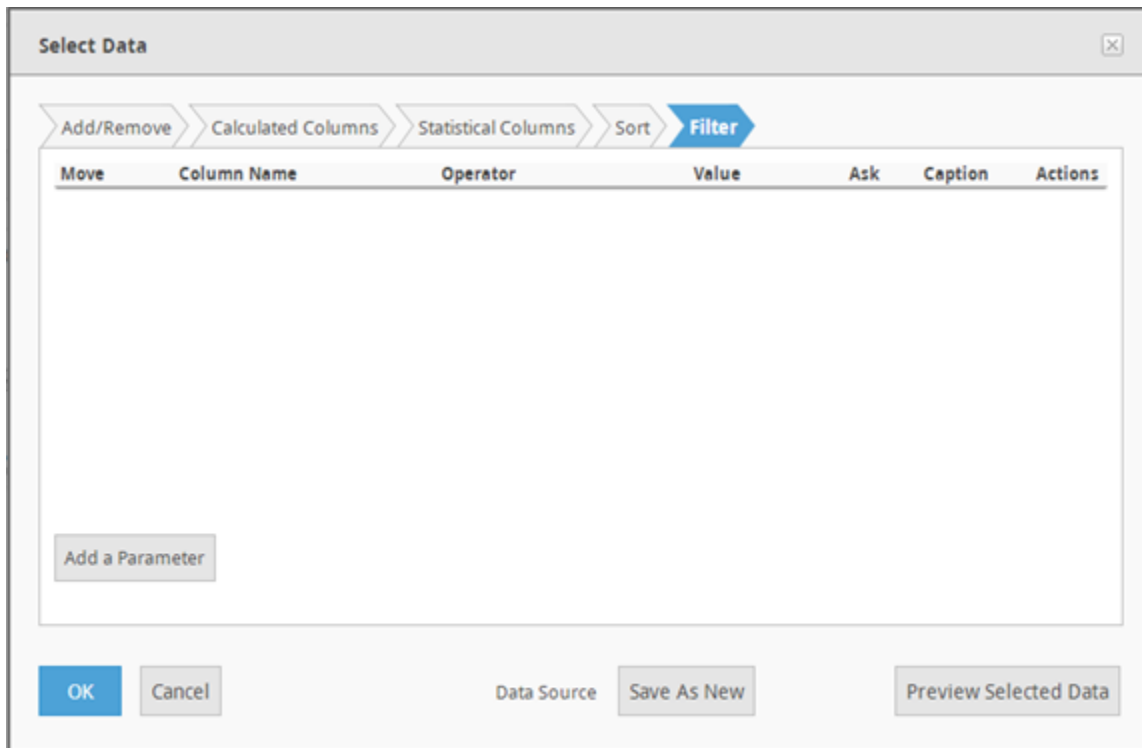 Select Data
Add/Remove Calculated Columns Statistical Columns Sort Filter
Move Column Name Operator Value Ask Caption Actions
Add a Parameter
OK Cancel Data Source Save As New Preview Selected Data